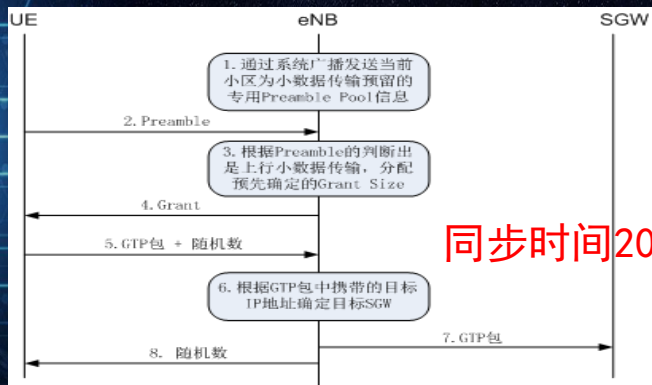 UE eNB SGW
1. 通过系统广播发送当前
小区为小数据传输预留的
专用Preamble Pool信息
2. Preamble
3. 根据Preamble的判断出
是上行小数据传输，分配
预先确定的Grant Size
4. Grant
5. GTP包 + 随机数
同步时间20
6. 根据GTP包中携带的目标
IP地址确定目标SGW
7. GTP包
8. 随机数